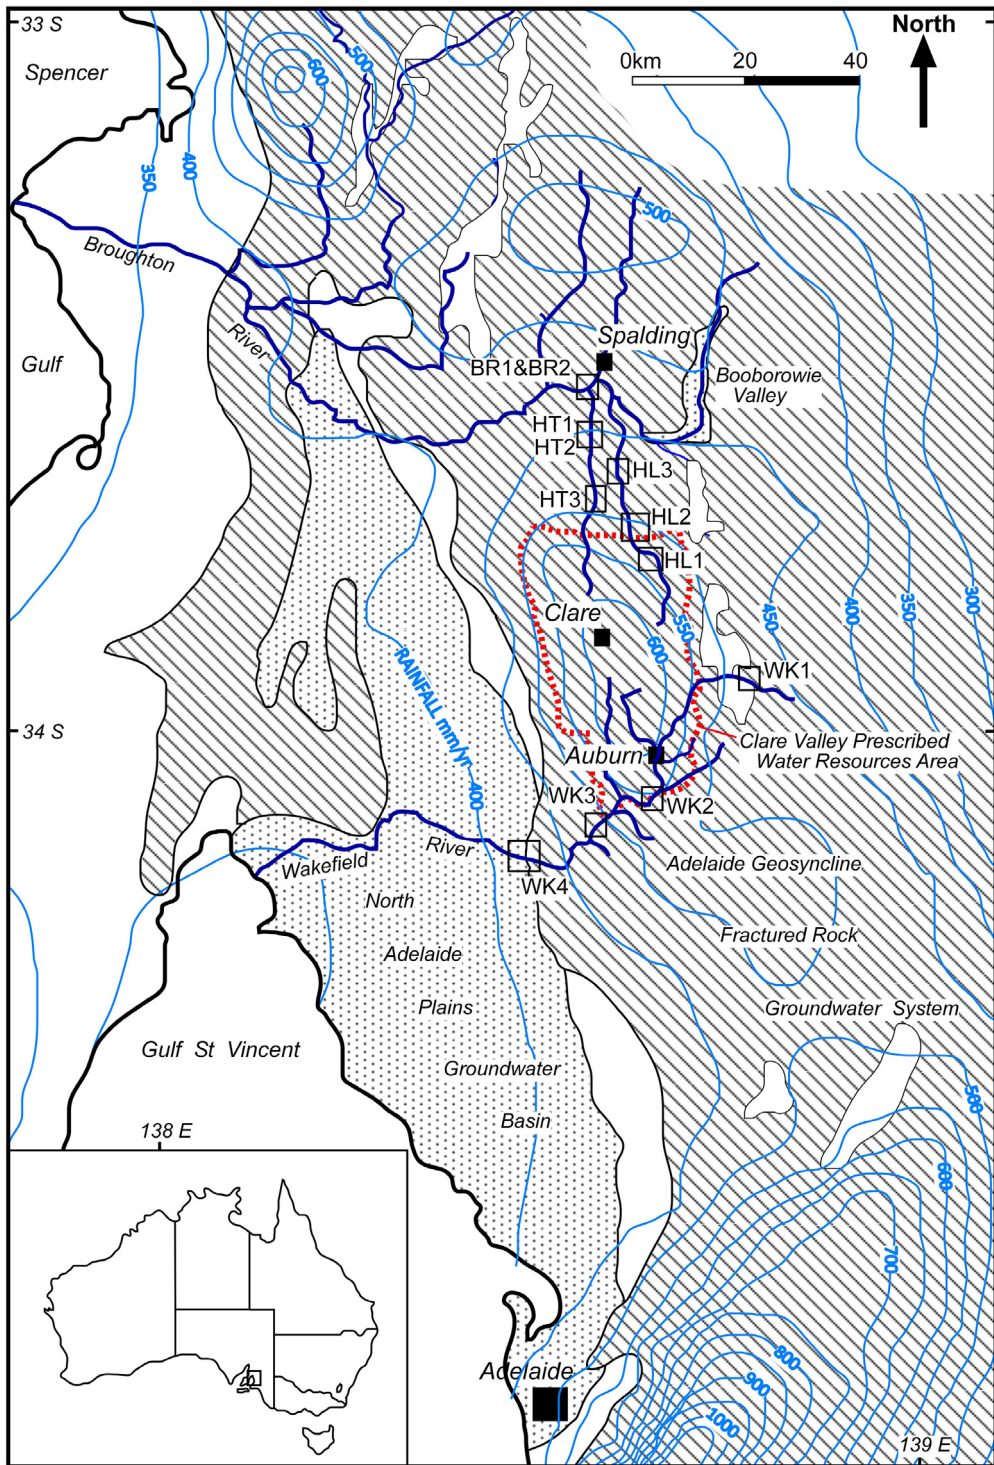 33 S
North
Spencer
0km 20 40
600
500
350
400
500
Broughton
River
Gulf
Spalding
BR1&BR2
Booborowie
Valley
HT1
HT2
HL3
HT3
HL2
HL1
Clare
550
600
450
400
350
300
RAINFALL mm/yr
400
WK1
34 S
Clare Valley Prescribed
Water Resources Area
Auburn
WK3
WK2
River
Wakefield
WK4
Adelaide Geosyncline
North
Fractured Rock
Adelaide
Plains
Groundwater System
Gulf St Vincent
Groundwater
500
Basin
138 E
600
700
800
Adelaide
900
1000
139 E